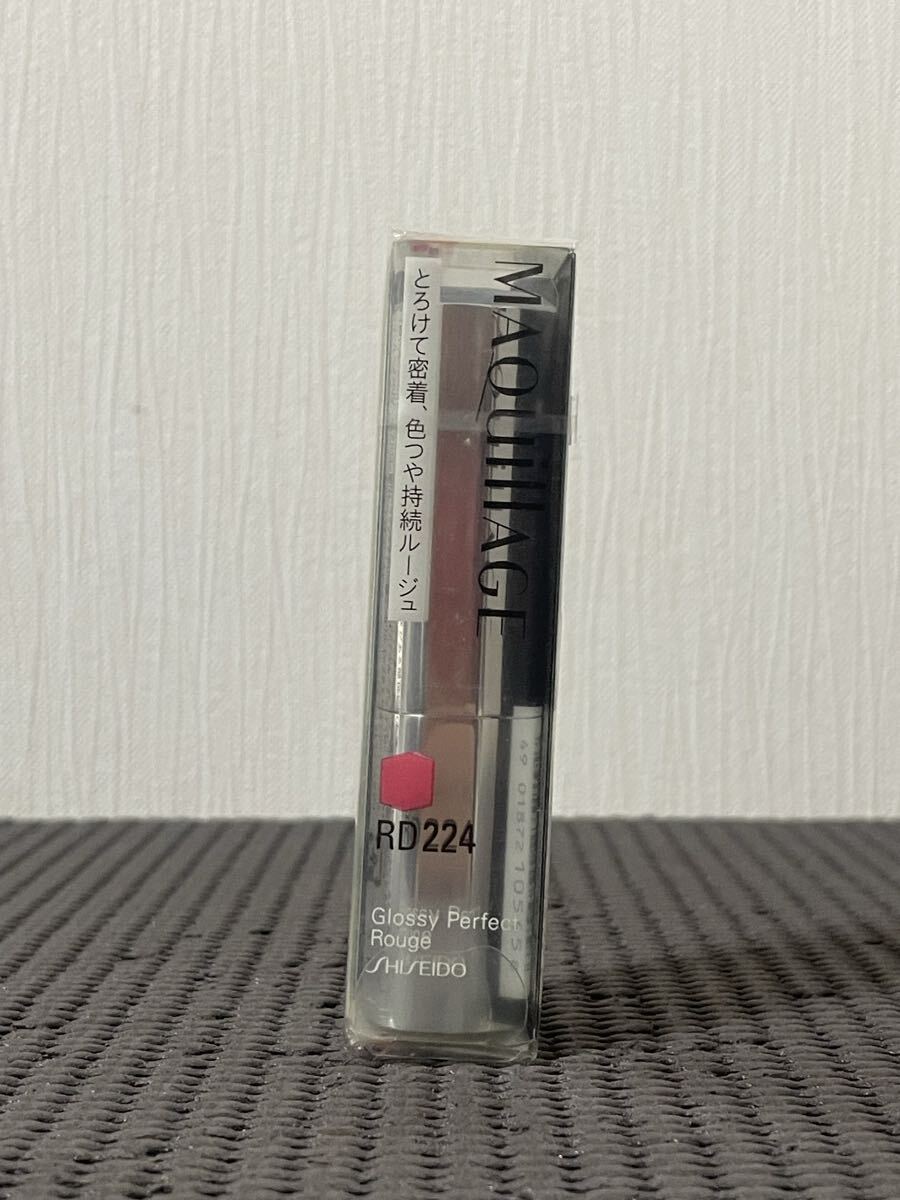 MAQuillAGE
とろけて密着、色つや持続ルージュ
RD224
Glossy Perfect
Rouge
SHISEIDO